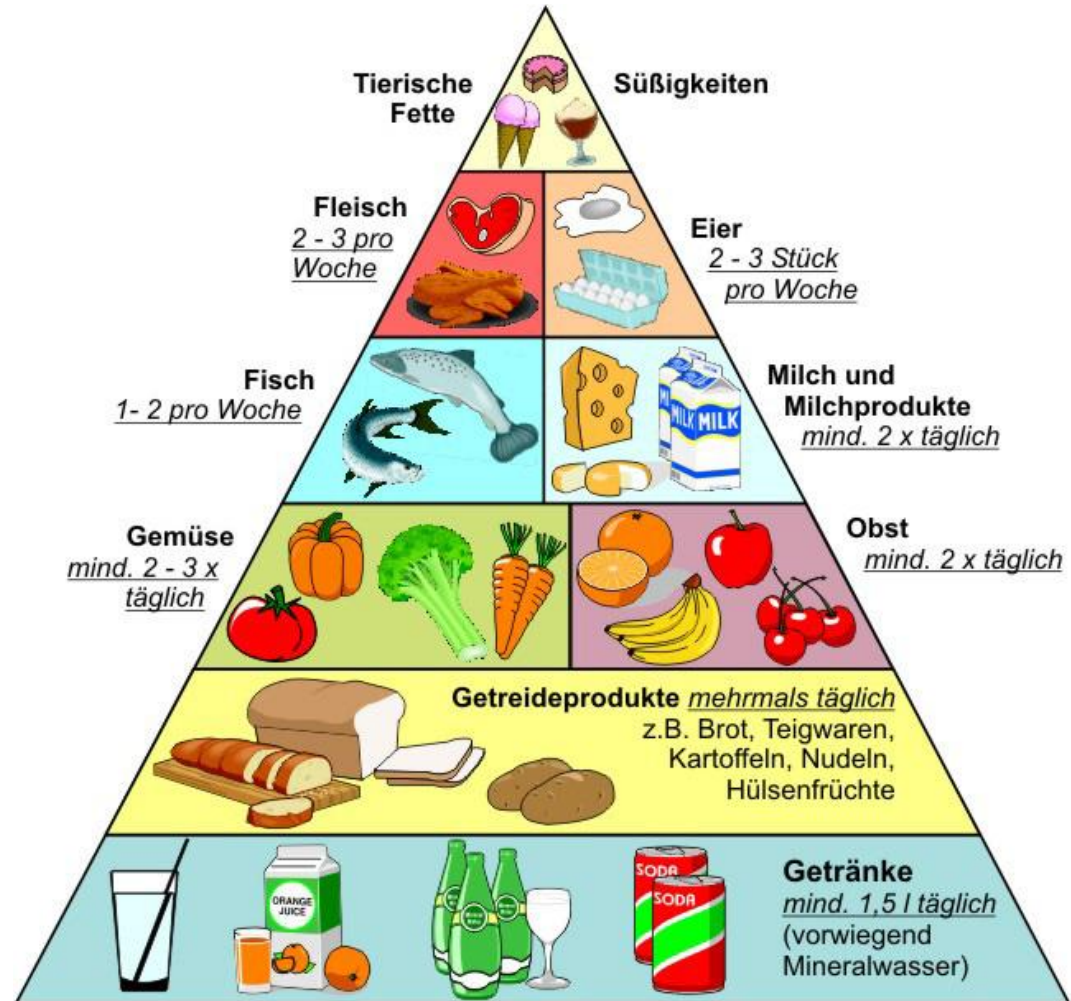 Tierische
Fette
Süßigkeiten
Fleisch
2 - 3 pro
Woche
Eier
2 - 3 Stück
pro Woche
Fisch
1- 2 pro Woche
Milch und
Milchprodukte
mind. 2 x täglich
MILK
MILK
Gemüse
mind. 2 - 3 x
täglich
Obst
mind. 2 x täglich
Getreideprodukte mehrmals täglich
z.B. Brot, Teigwaren,
Kartoffeln, Nudeln,
Hülsenfrüchte
Getränke
mind. 1,5 l täglich
(vorwiegend
Mineralwasser)
ORANGE
JUICE
SODA
SODA